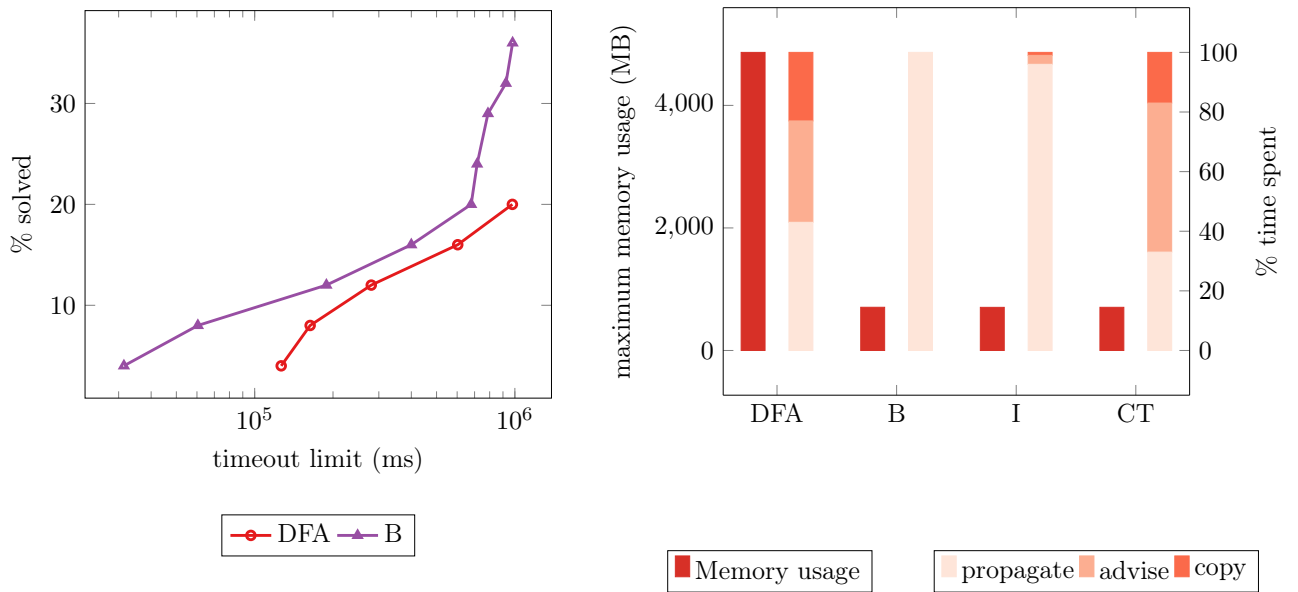 % solved
30
20
10
10^5
10^6
timeout limit (ms)
DFA
B
maximum memory usage (MB)
4,000
2,000
0
100
80
60
40
20
0
% time spent
DFA
B
I
CT
Memory usage
propagate
advise
copy